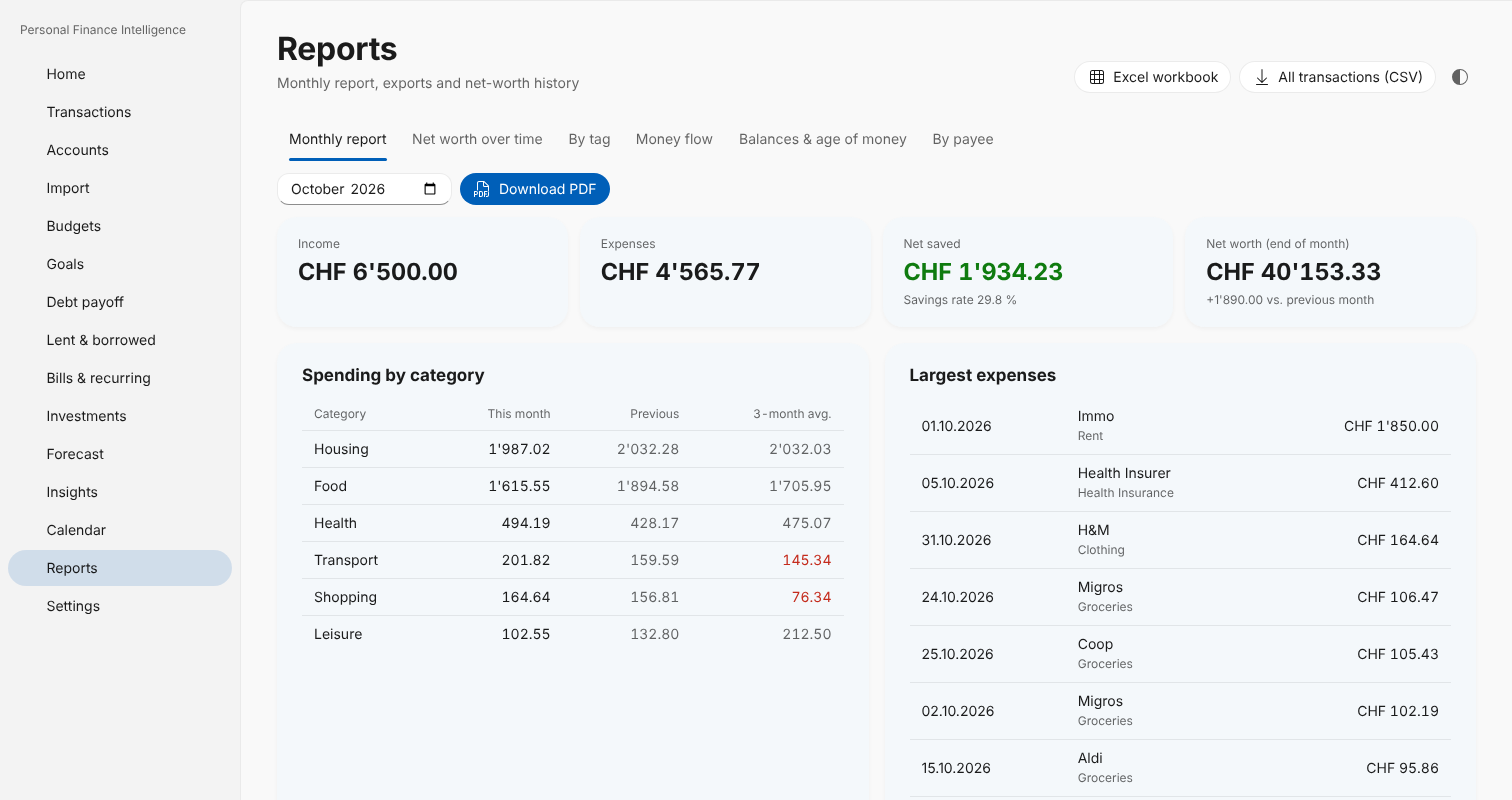 Personal Finance Intelligence
Home
Transactions
Accounts
Import
Budgets
Goals
Debt payoff
Lent & borrowed
Bills & recurring
Investments
Forecast
Insights
Calendar
Reports
Settings
Reports
Monthly report, exports and net-worth history
Excel workbook
All transactions (CSV)
Monthly report Net worth over time By tag Money flow Balances & age of money By payee
October 2026
PDF Download PDF
Income
CHF 6'500.00
Expenses
CHF 4'565.77
Net saved
CHF 1'934.23
Savings rate 29.8 %
Net worth (end of month)
CHF 40'153.33
+1'890.00 vs. previous month
Spending by category
Category This month Previous 3-month avg.
Housing 1'987.02 2'032.28 2'032.03
Food 1'615.55 1'894.58 1'705.95
Health 494.19 428.17 475.07
Transport 201.82 159.59 145.34
Shopping 164.64 156.81 76.34
Leisure 102.55 132.80 212.50
Largest expenses
01.10.2026 Immo CHF 1'850.00
Rent
05.10.2026 Health Insurer CHF 412.60
Health Insurance
31.10.2026 H&M CHF 164.64
Clothing
24.10.2026 Migros CHF 106.47
Groceries
25.10.2026 Coop CHF 105.43
Groceries
02.10.2026 Migros CHF 102.19
Groceries
15.10.2026 Aldi CHF 95.86
Groceries